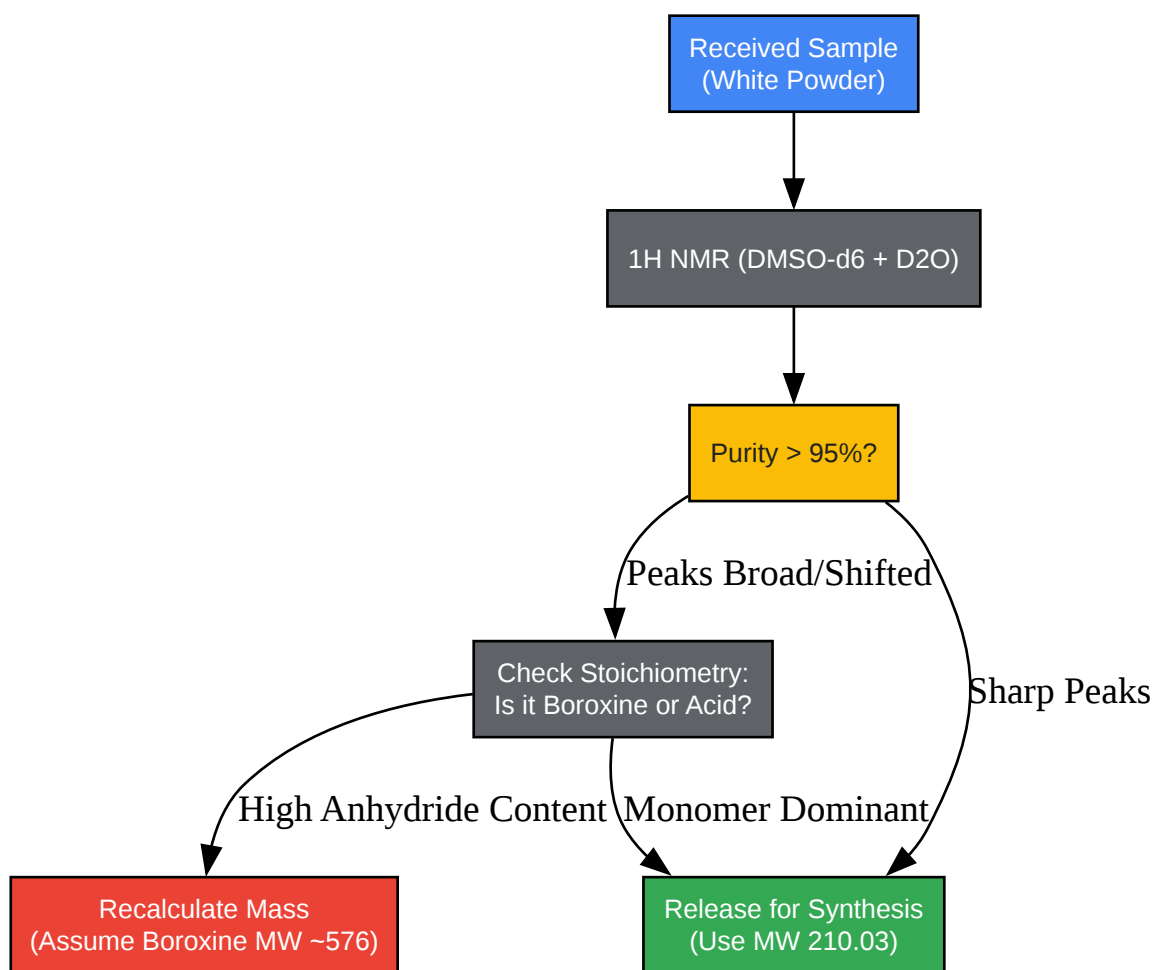 Received Sample
(White Powder)
1H NMR (DMSO-d6 + D2O)
Purity > 95%?
Peaks Broad/Shifted
Check Stoichiometry:
Is it Boroxine or Acid?
Sharp Peaks
High Anhydride Content
Monomer Dominant
Recalculate Mass
(Assume Boroxine MW ~576)
Release for Synthesis
(Use MW 210.03)